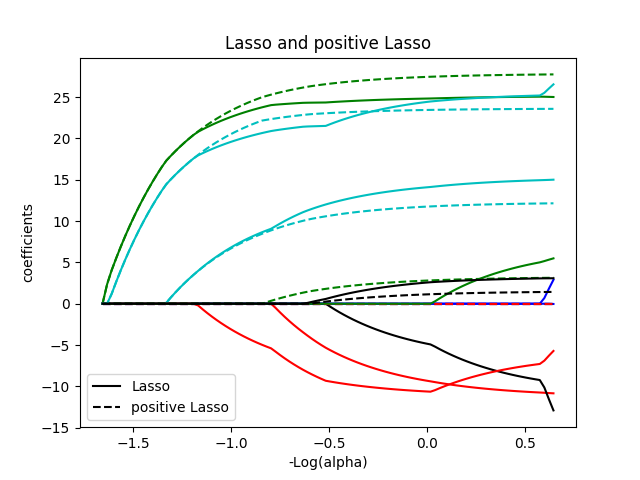 Lasso and positive Lasso
coefficients
25
20
15
10
5
0
−5
−10
−15
Lasso
positive Lasso
−1.5
−1.0
−0.5
0.0
0.5
-Log(alpha)